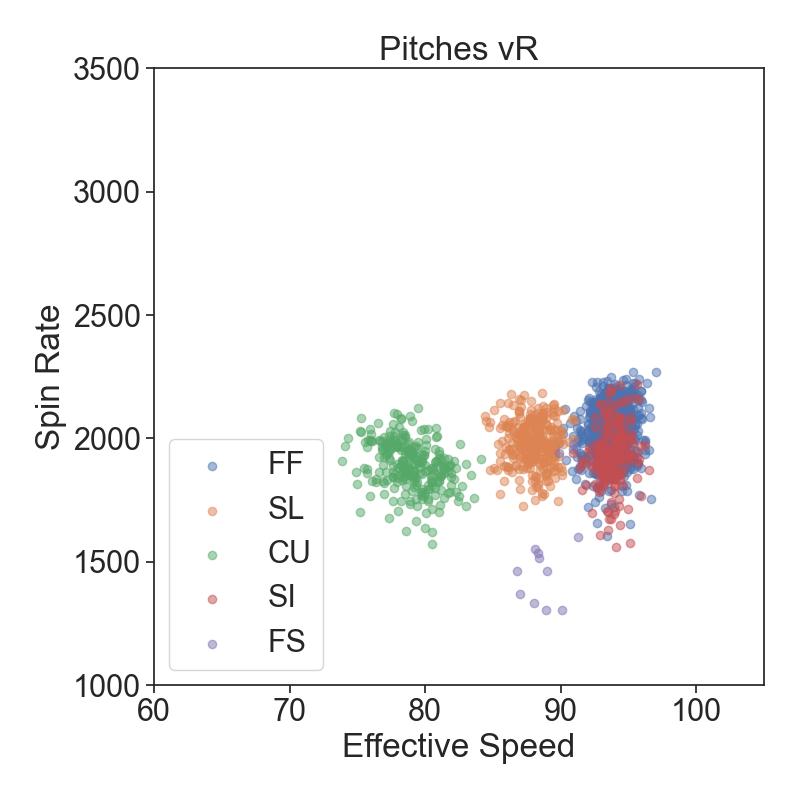 Pitches vR
3500
3000
2500
2000
1500
1000
Spin Rate
FF
SL
CU
SI
FS
60 70 80 90 100
Effective Speed